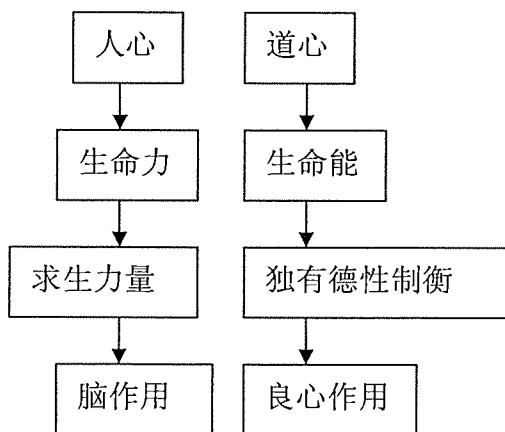 人心
道心
生命力
生命能
求生力量
独有德性制衡
脑作用
良心作用